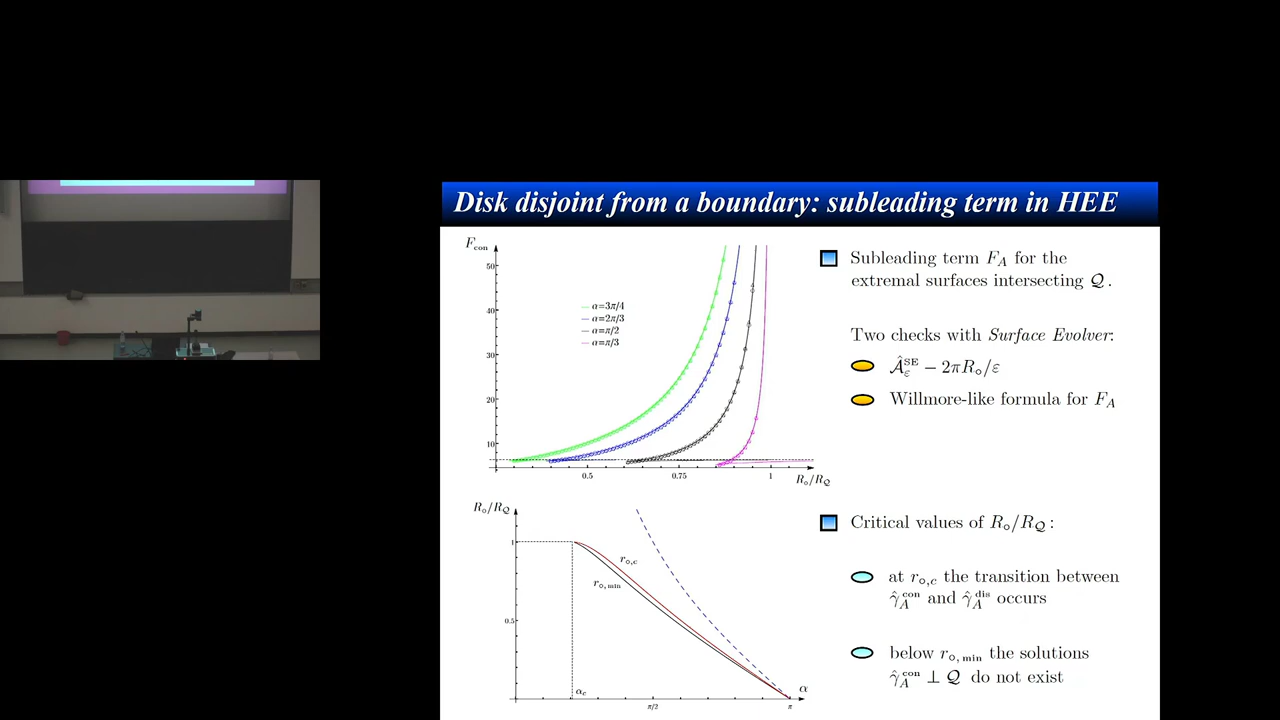 Disk disjoint from a boundary: subleading term in HEE
F_con
50
40
30
20
10
α=3π/4
α=2π/3
α=π/2
α=π/3
0.5
0.75
1
R_∘/R_𝒬
Subleading term F_A for the
extremal surfaces intersecting 𝒬.
Two checks with Surface Evolver:
𝒜̂_ε^SE − 2πR_∘/ε
Willmore-like formula for F_A
R_∘/R_𝒬
1
0.5
r_∘,c
r_∘,min
α_c
π/2
π
α
Critical values of R_∘/R_𝒬:
at r_∘,c the transition between
γ̂_A^con and γ̂_A^dis occurs
below r_∘,min the solutions
γ̂_A^con ⊥ 𝒬 do not exist